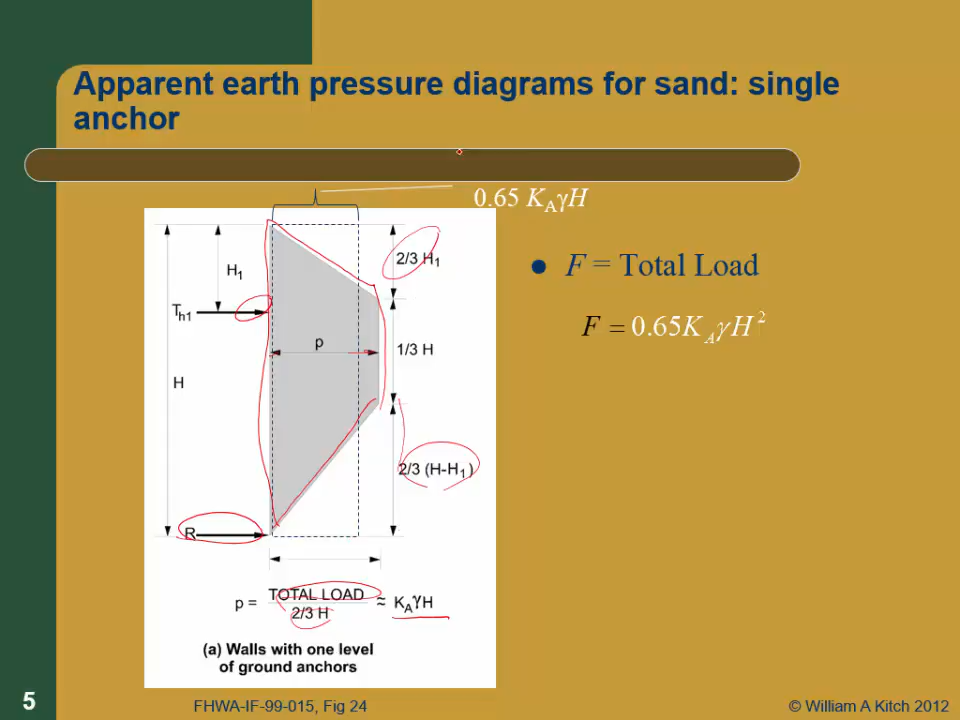 Apparent earth pressure diagrams for sand: single
anchor
0.65 K_AγH
2/3 H₁
H₁
F = Total Load
T_h1
F = 0.65K_AγH²
p
1/3 H
H
2/3 (H-H₁)
R
p = TOTAL LOAD / 2/3 H ≈ K_AγH
(a) Walls with one level
of ground anchors
5
FHWA-IF-99-015, Fig 24
© William A Kitch 2012